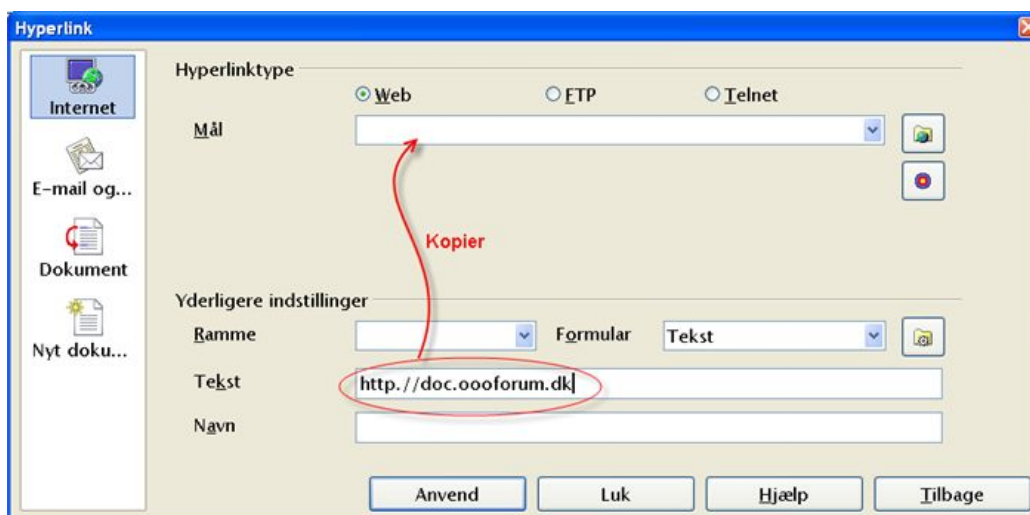 Hyperlink
Internet
E-mail og...
Dokument
Nyt doku...
Hyperlinktype
Web FTP Telnet
Mål
Kopier
Yderligere indstillinger
Ramme Formular Tekst
Tekst http.//doc.oooforum.dk
Navn
Anvend Luk Hjælp Tilbage